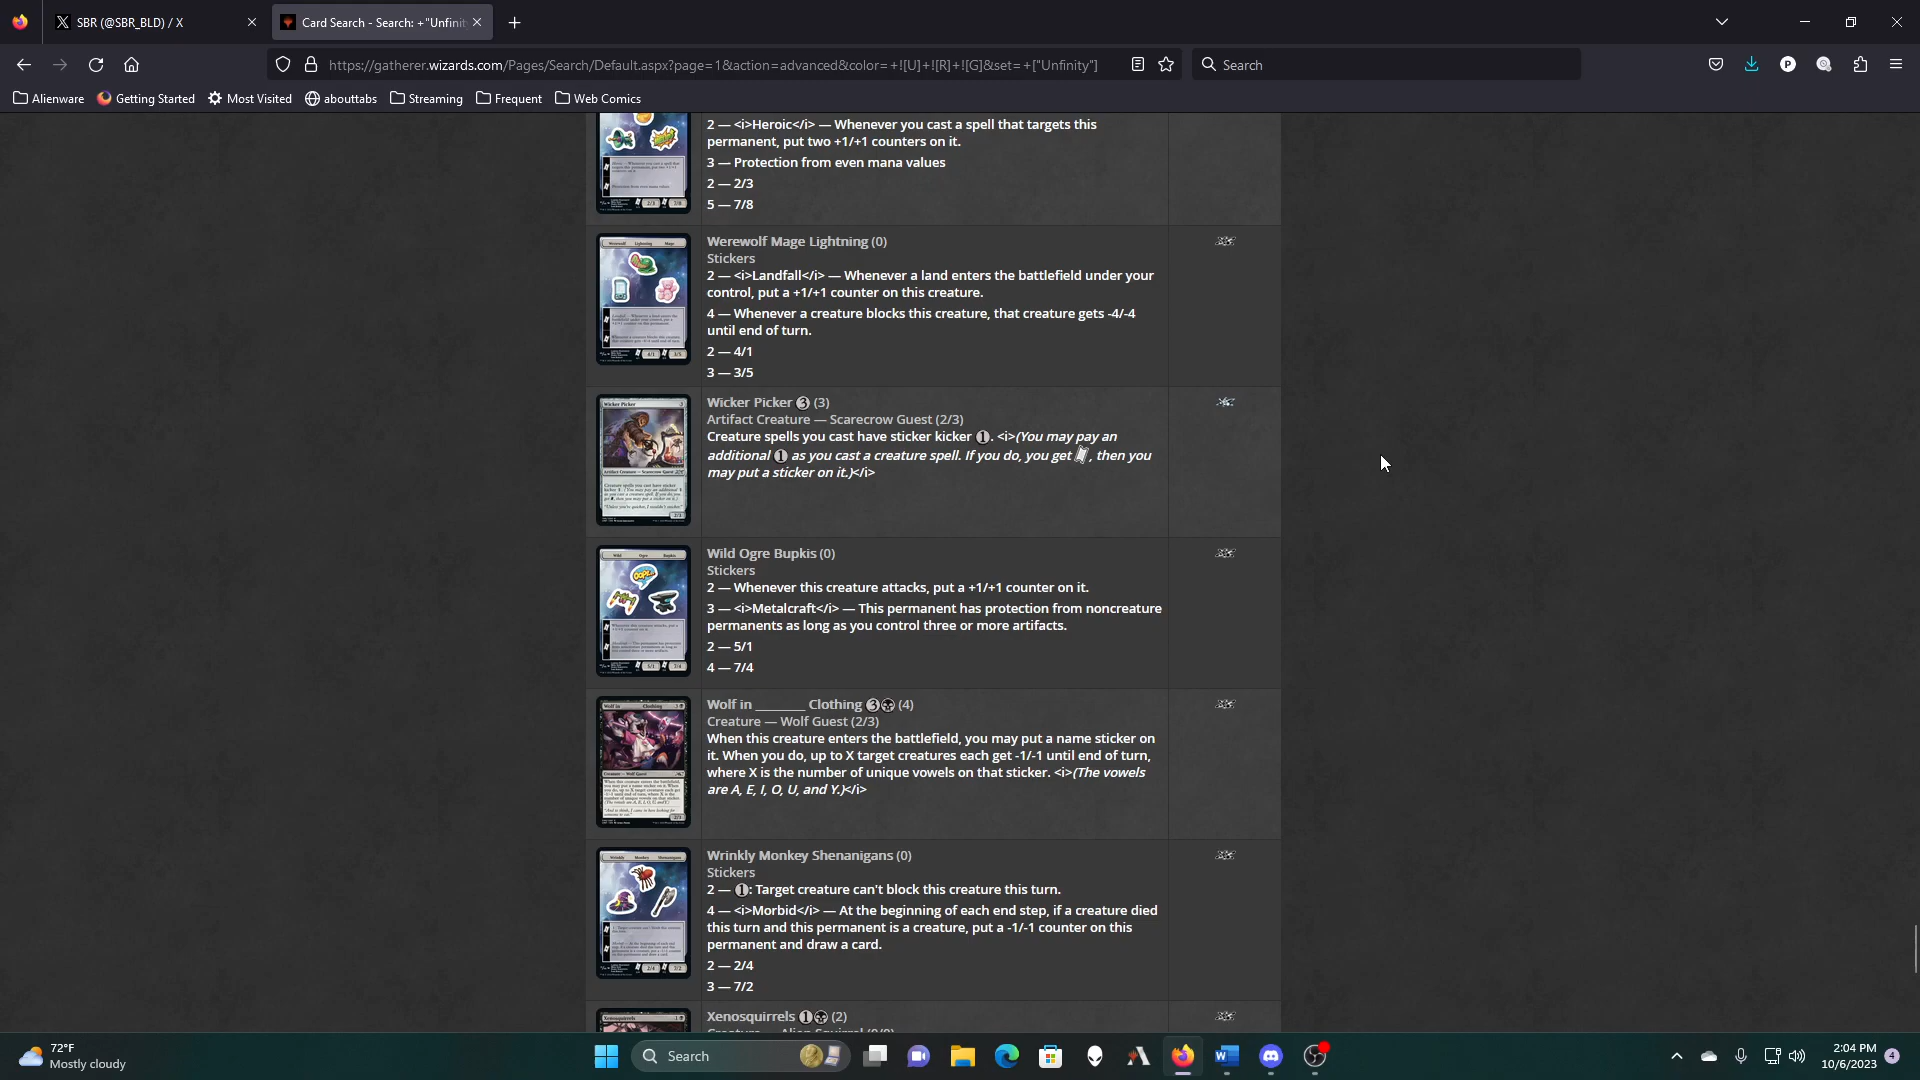 SBR (@SBR_BLD) / X
Card Search - Search: +"Unfinit
https://gatherer.wizards.com/Pages/Search/Default.aspx?page=1&action=advanced&color=+![U]+![R]+![G]&set=+["Unfinity"]
Search
Alienware
Getting Started
Most Visited
abouttabs
Streaming
Frequent
Web Comics
2 — <i>Heroic</i> — Whenever you cast a spell that targets this
permanent, put two +1/+1 counters on it.
3 — Protection from even mana values
2 — 2/3
5 — 7/8
Werewolf Mage Lightning (0)
Stickers
2 — <i>Landfall</i> — Whenever a land enters the battlefield under your
control, put a +1/+1 counter on this creature.
4 — Whenever a creature blocks this creature, that creature gets -4/-4
until end of turn.
2 — 4/1
3 — 3/5
Wicker Picker 3 (3)
Artifact Creature — Scarecrow Guest (2/3)
Creature spells you cast have sticker kicker 1. <i>(You may pay an
additional 1 as you cast a creature spell. If you do, you get , then you
may put a sticker on it.)</i>
Wild Ogre Bupkis (0)
Stickers
2 — Whenever this creature attacks, put a +1/+1 counter on it.
3 — <i>Metalcraft</i> — This permanent has protection from noncreature
permanents as long as you control three or more artifacts.
2 — 5/1
4 — 7/4
Wolf in ________ Clothing 3 (4)
Creature — Wolf Guest (2/3)
When this creature enters the battlefield, you may put a name sticker on
it. When you do, up to X target creatures each get -1/-1 until end of turn,
where X is the number of unique vowels on that sticker. <i>(The vowels
are A, E, I, O, U, and Y.)</i>
Wrinkly Monkey Shenanigans (0)
Stickers
2 — 1: Target creature can't block this creature this turn.
4 — <i>Morbid</i> — At the beginning of each end step, if a creature died
this turn and this permanent is a creature, put a -1/-1 counter on this
permanent and draw a card.
2 — 2/4
3 — 7/2
Xenosquirrels 1 (2)
72°F
Mostly cloudy
Search
2:04 PM
10/6/2023
4